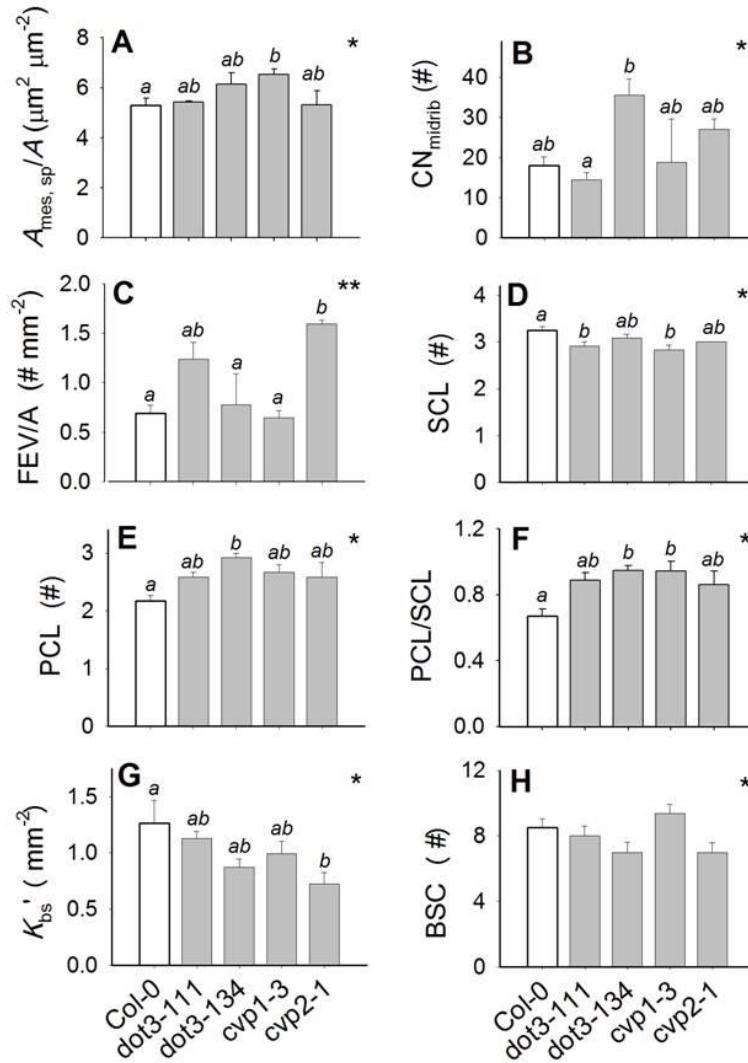 A
*
a
ab
ab
b
ab
8
6
4
2
0
A mes, sp/A (μm² μm⁻²)
B
*
ab
a
b
ab
ab
40
30
20
10
0
CN midrib (#)
C
**
a
ab
a
a
b
2.0
1.5
1.0
0.5
0.0
FEV/A (# mm⁻²)
D
*
a
b
ab
b
ab
4
3
2
1
0
SCL (#)
E
*
a
ab
b
ab
ab
3
2
1
0
PCL (#)
F
*
a
ab
b
b
ab
1.2
0.8
0.4
0.0
PCL/SCL
G
*
a
ab
ab
ab
b
1.5
1.0
0.5
0.0
K bs' ( mm⁻²)
Col-0
dot3-111
dot3-134
cvp1-3
cvp2-1
H
*
12
8
4
0
BSC ( #)
Col-0
dot3-111
dot3-134
cvp1-3
cvp2-1